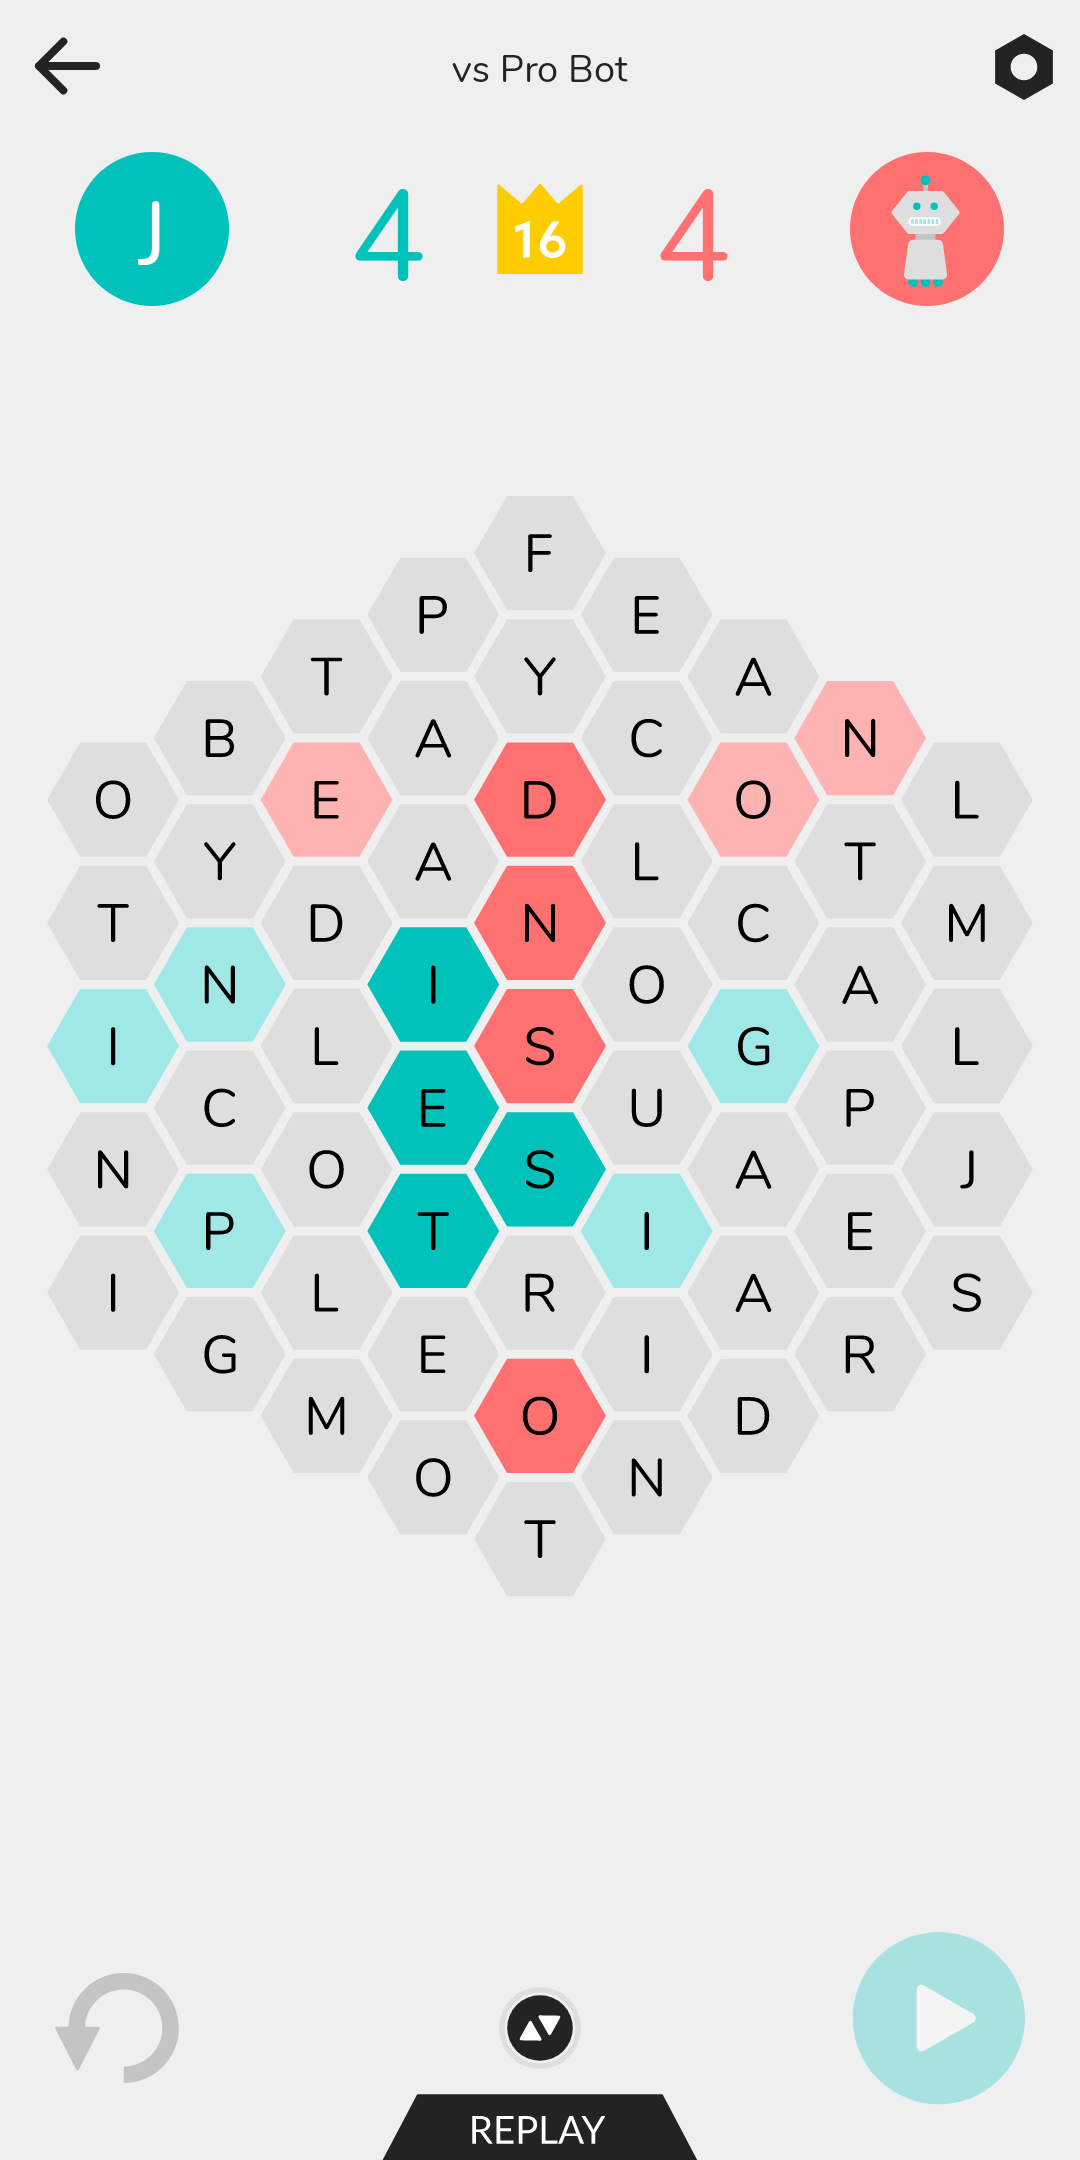 vs Pro Bot
J 4 16 4
F
P E
T Y A
B A C N
O E D O L
Y A L T
T D N C M
N I O A
I L S G L
C E U P
N O S A J
P T I E
I L R A S
G E I R
M O D
O N
T
REPLAY